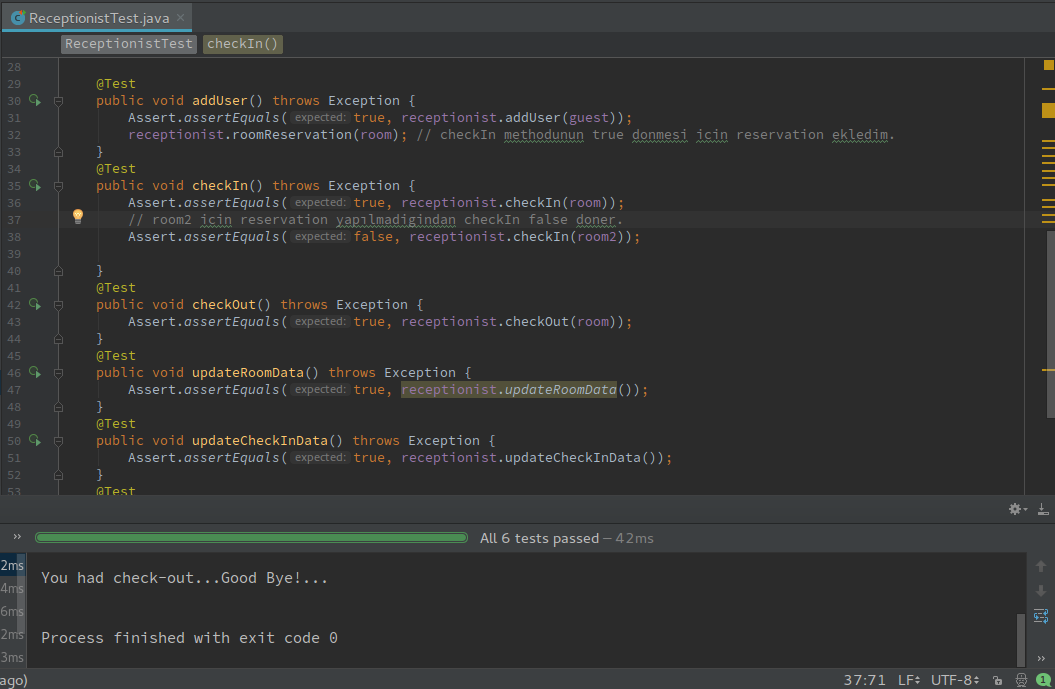 ReceptionistTest.java ×
ReceptionistTest checkIn()
28
29 @Test
30 public void addUser() throws Exception {
31 Assert.assertEquals( expected: true, receptionist.addUser(guest));
32 receptionist.roomReservation(room); // checkIn methodunun true donmesi icin reservation ekledim.
33 }
34 @Test
35 public void checkIn() throws Exception {
36 Assert.assertEquals( expected: true, receptionist.checkIn(room));
37 // room2 icin reservation yapılmadigindan checkIn false doner.
38 Assert.assertEquals( expected: false, receptionist.checkIn(room2));
39
40 }
41 @Test
42 public void checkOut() throws Exception {
43 Assert.assertEquals( expected: true, receptionist.checkOut(room));
44 }
45 @Test
46 public void updateRoomData() throws Exception {
47 Assert.assertEquals( expected: true, receptionist.updateRoomData());
48 }
49 @Test
50 public void updateCheckInData() throws Exception {
51 Assert.assertEquals( expected: true, receptionist.updateCheckInData());
52 }
53 @Test
» All 6 tests passed – 42ms
2ms
You had check-out...Good Bye!...
4ms
6ms
2ms
Process finished with exit code 0
3ms
ago) 37:71 LF UTF-8 1